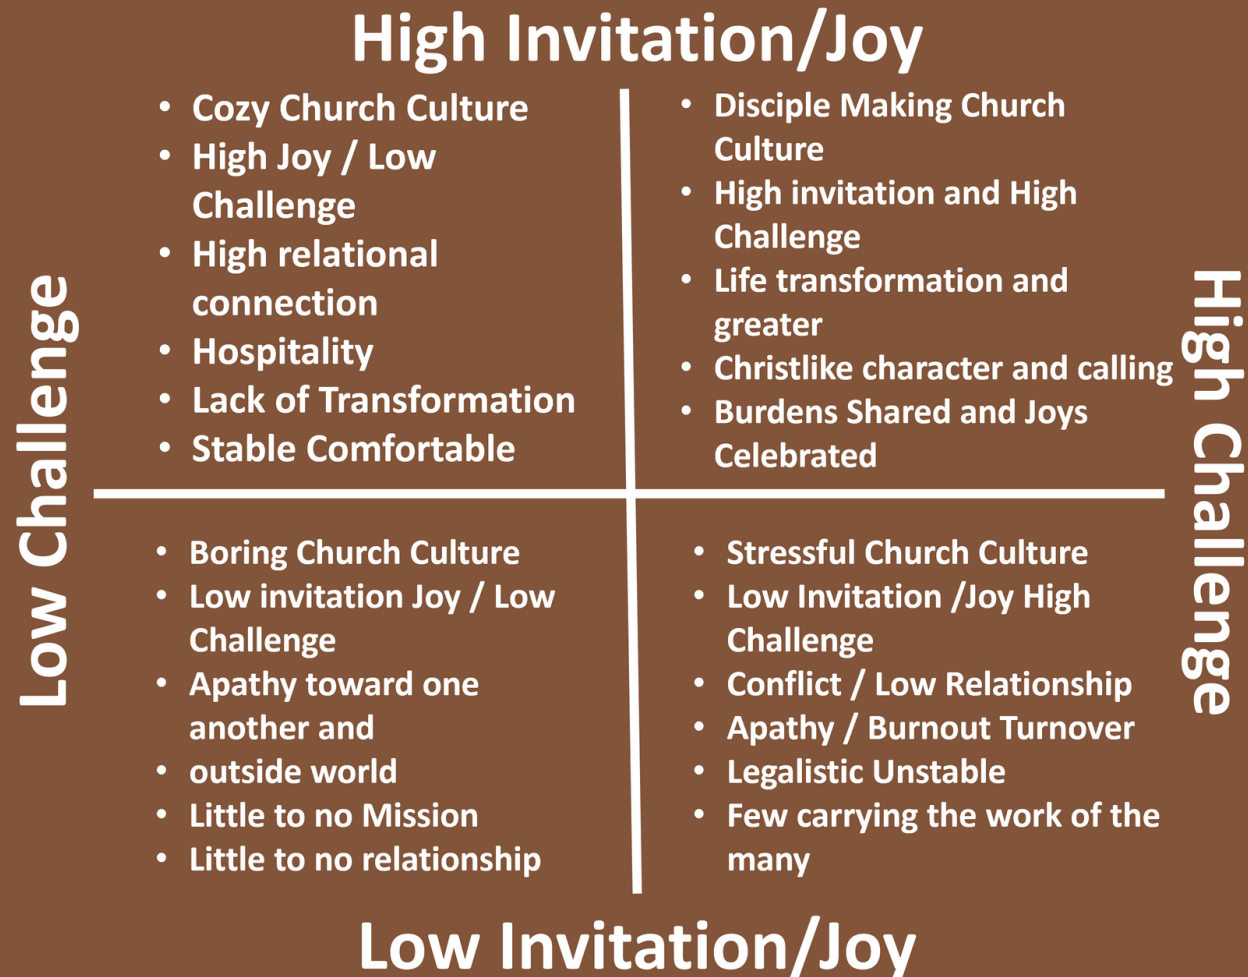 High Invitation/Joy
• Cozy Church Culture
• High Joy / Low
Challenge
• High relational
connection
• Hospitality
• Lack of Transformation
• Stable Comfortable
• Disciple Making Church
Culture
• High invitation and High
Challenge
• Life transformation and
greater
• Christlike character and calling
• Burdens Shared and Joys
Celebrated
Low Challenge
High Challenge
• Boring Church Culture
• Low invitation Joy / Low
Challenge
• Apathy toward one
another and
• outside world
• Little to no Mission
• Little to no relationship
• Stressful Church Culture
• Low Invitation /Joy High
Challenge
• Conflict / Low Relationship
• Apathy / Burnout Turnover
• Legalistic Unstable
• Few carrying the work of the
many
Low Invitation/Joy